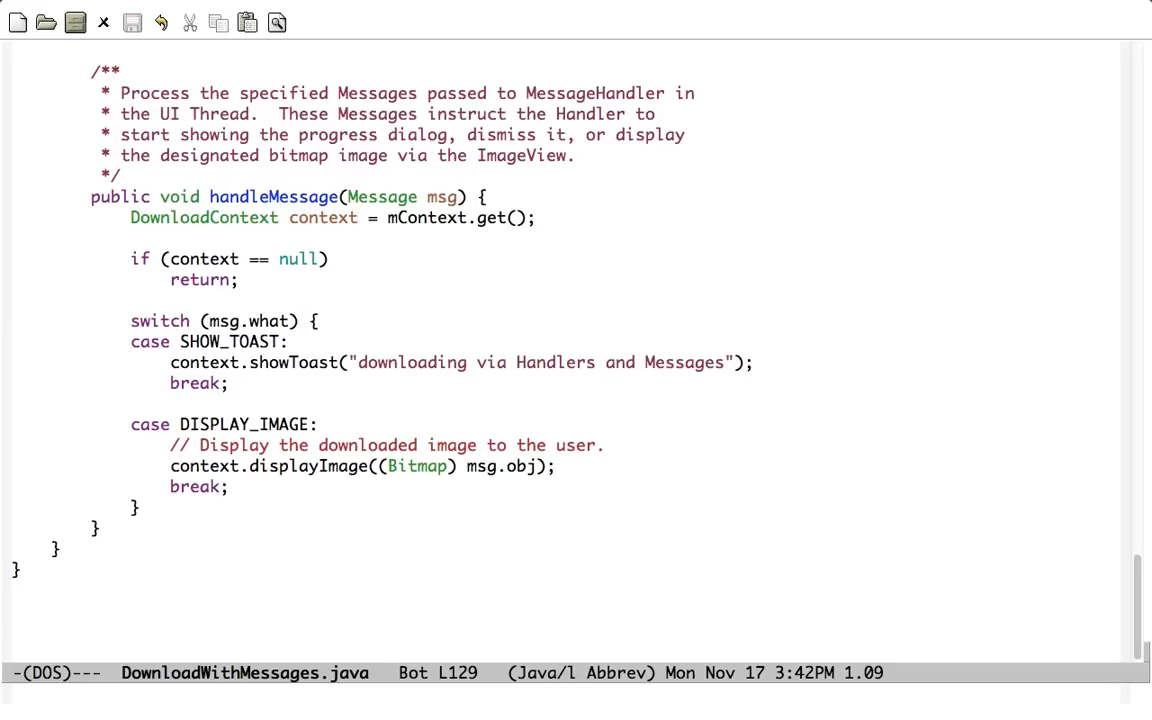 /**
* Process the specified Messages passed to MessageHandler in
* the UI Thread.  These Messages instruct the Handler to
* start showing the progress dialog, dismiss it, or display
* the designated bitmap image via the ImageView.
*/
public void handleMessage(Message msg) {
DownloadContext context = mContext.get();
if (context == null)
return;
switch (msg.what) {
case SHOW_TOAST:
context.showToast("downloading via Handlers and Messages");
break;
case DISPLAY_IMAGE:
// Display the downloaded image to the user.
context.displayImage((Bitmap) msg.obj);
break;
}
}
}
}
-(DOS)---  DownloadWithMessages.java   Bot L129   (Java/l Abbrev) Mon Nov 17 3:42PM 1.09